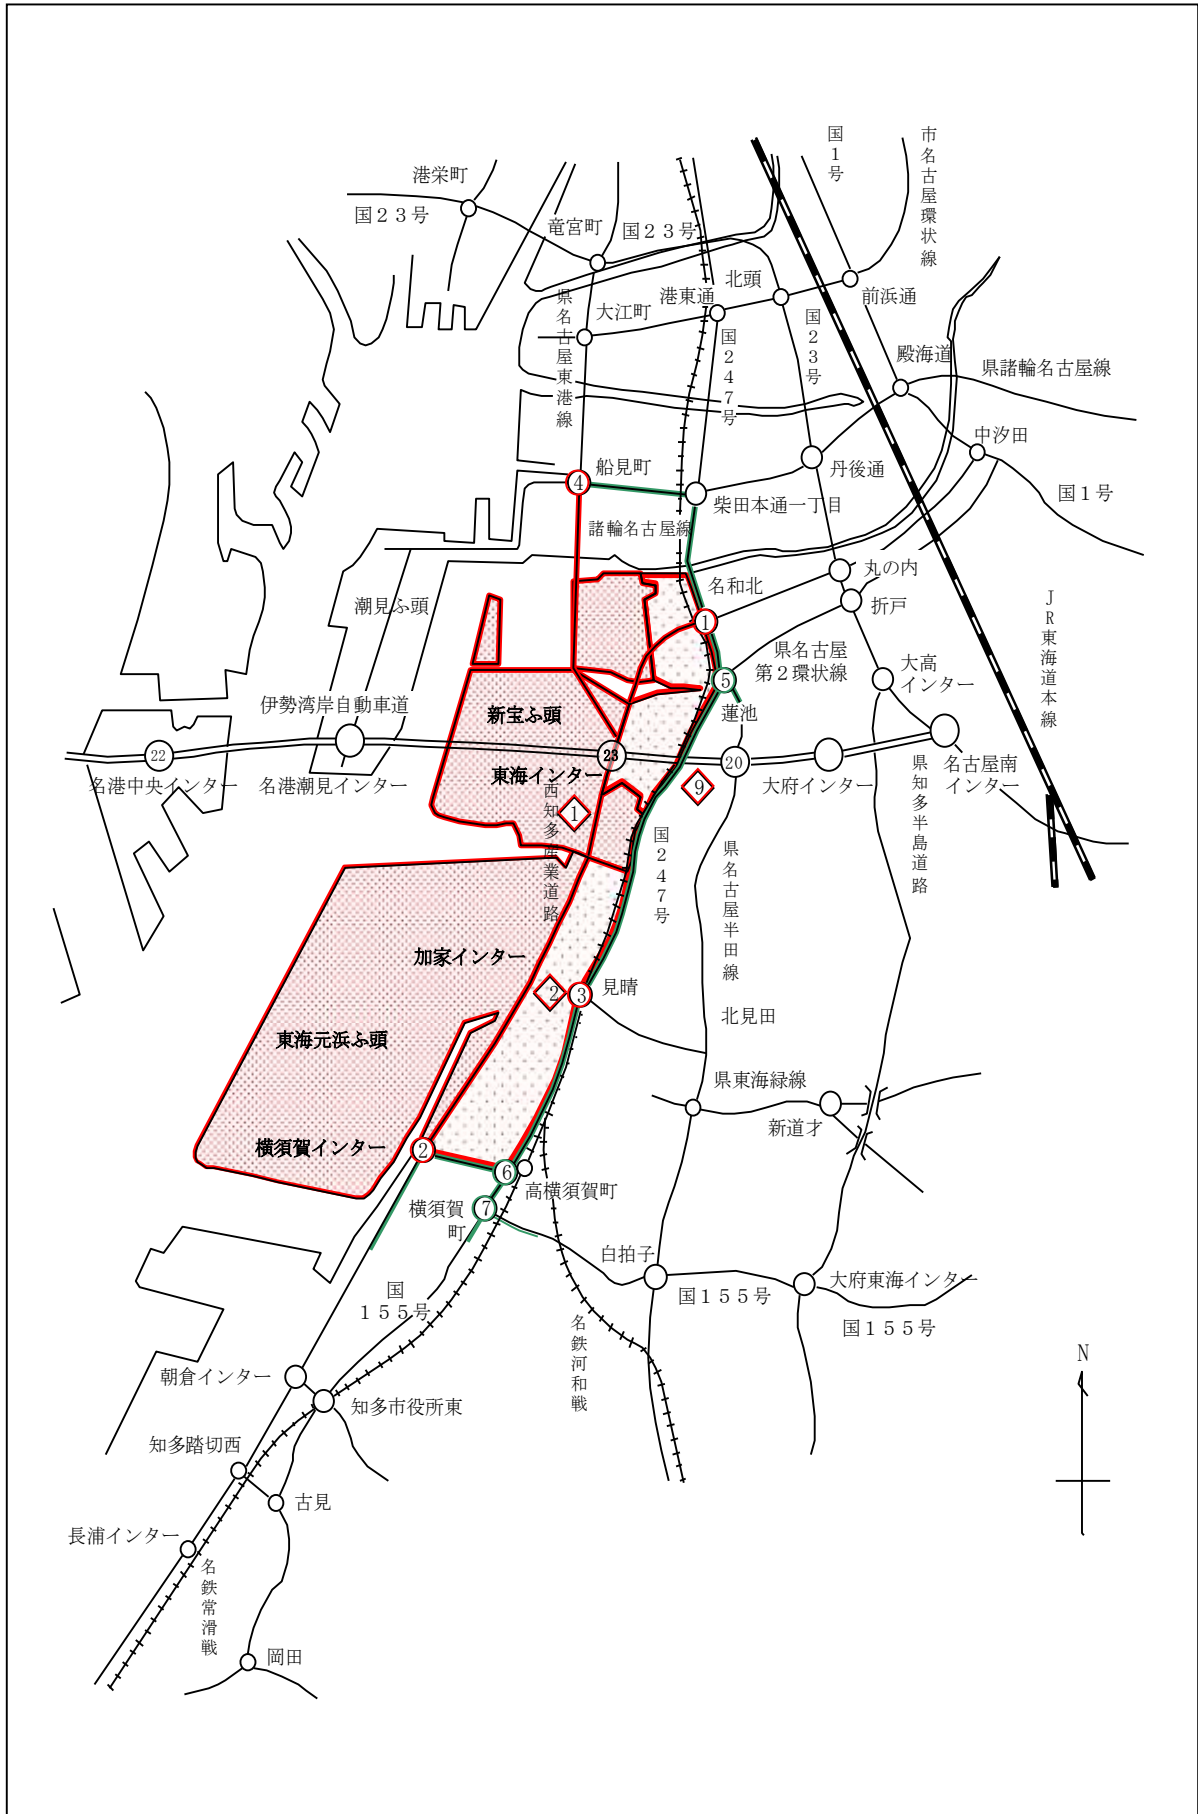 国1号
市名古屋環状線
港栄町
国23号
竜宮町
国23号
北頭
港東通
前浜通
県名古屋東港線
大江町
国247号
国23号
殿海道
県諸輪名古屋線
中汐田
船見町
丹後通
国1号
4
柴田本通一丁目
諸輪名古屋線
丸の内
名和北
潮見ふ頭
折戸
JR東海道本線
1
県名古屋
第2環状線
大高
インター
5
伊勢湾岸自動車道
新宝ふ頭
蓮池
22
23
20
名港中央インター
名港潮見インター
東海インター
大府インター
名古屋南
インター
県知多半島道路
西知多産業道路
1
9
国247号
県名古屋半田線
加家インター
2
3
見晴
北見田
東海元浜ふ頭
県東海緑線
新道才
横須賀インター
2
6
高横須賀町
横須賀
町
7
白拍子
大府東海インター
国
155号
国155号
国155号
名鉄河和戦
N
朝倉インター
知多市役所東
知多踏切西
古見
長浦インター
名鉄常滑戦
岡田